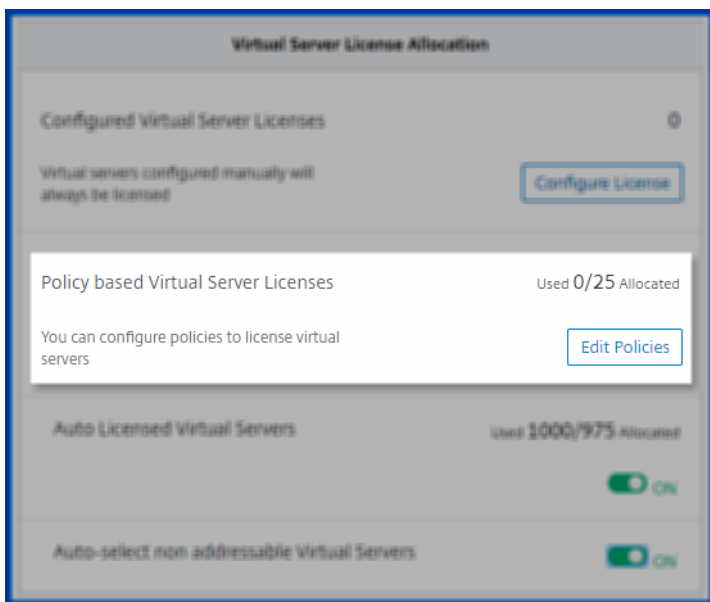 Virtual Server License Allocation
Configured Virtual Server Licenses 0
Virtual servers configured manually will
always be licensed
Configure License
Policy based Virtual Server Licenses Used 0/25 Allocated
You can configure policies to license virtual
servers
Edit Policies
Auto Licensed Virtual Servers Used 1000/975 Allocated
ON
Auto-select non addressable Virtual Servers ON